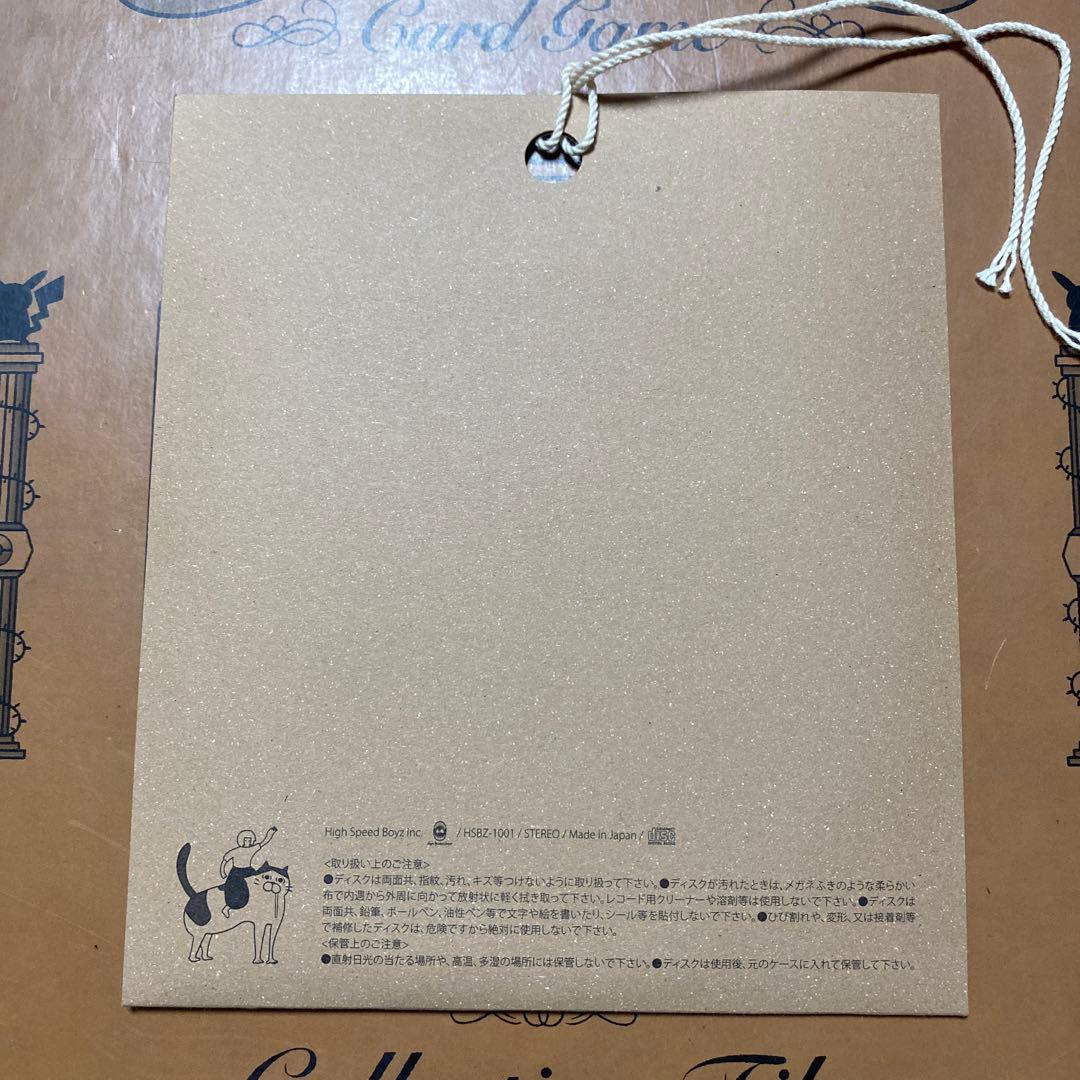 Card Game
High Speed Boyz inc. / HSBZ-1001 / STEREO / Made in Japan / disc
<取り扱い上のご注意>
●ディスクは両面共、指紋、汚れ、キズ等つけないように取り扱って下さい。●ディスクが汚れたときは、メガネふきのような柔らかい
布で内週から外周に向かって放射状に軽く拭き取って下さい。レコード用クリーナーや溶剤等は使用しないで下さい。●ディスクは
両面共、鉛筆、ボールペン、油性ペン等で文字や絵を書いたり、シール等を貼付しないで下さい。●ひび割れや、変形、又は接着剤等
で補修したディスクは、危険ですから絶対に使用しないで下さい。
<保管上のご注意>
●直射日光の当たる場所や、高温、多湿の場所には保管しないで下さい。●ディスクは使用後、元のケースに入れて保管して下さい。